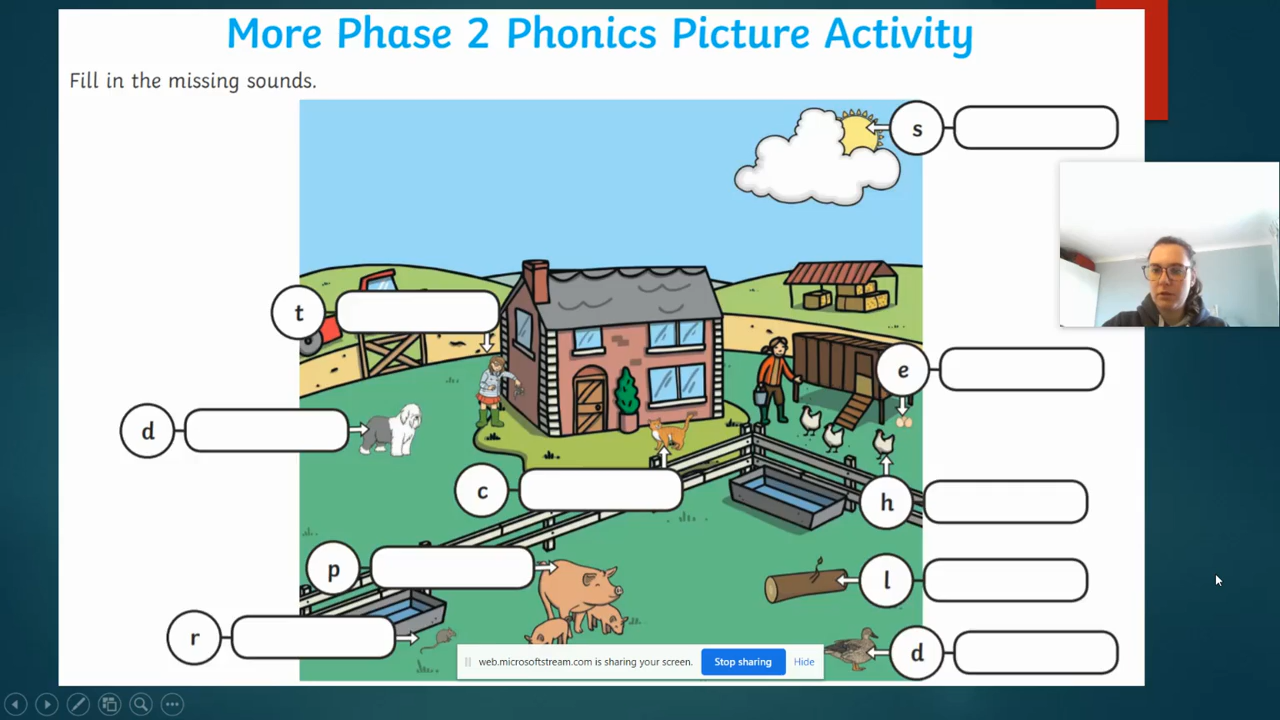 More Phase 2 Phonics Picture Activity
Fill in the missing sounds.
s
t
e
d
c
h
p
l
r
d
web.microsoftstream.com is sharing your screen.
Stop sharing
Hide